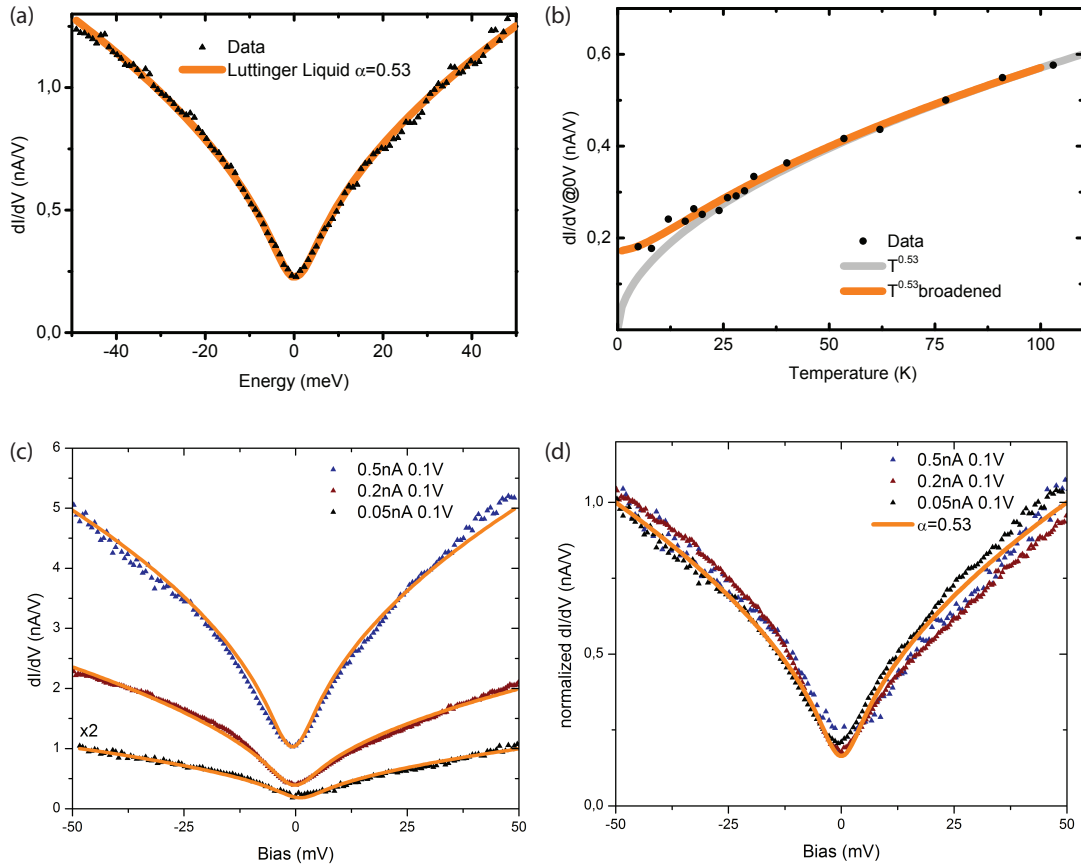 (a)
Data
Luttinger Liquid α=0.53
1,0
0,5
0,0
dI/dV (nA/V)
-40
-20
0
20
40
Energy (meV)
(b)
0,6
0,4
0,2
dI/dV@0V (nA/V)
Data
T^0.53
T^0.53 broadened
0
25
50
75
100
Temperature (K)
(c)
6
5
4
3
2
1
0
dI/dV (nA/V)
0.5nA 0.1V
0.2nA 0.1V
0.05nA 0.1V
x2
-50
-25
0
25
50
Bias (mV)
(d)
1,0
0,5
0,0
normalized dI/dV (nA/V)
0.5nA 0.1V
0.2nA 0.1V
0.05nA 0.1V
α=0.53
-50
-25
0
25
50
Bias (mV)